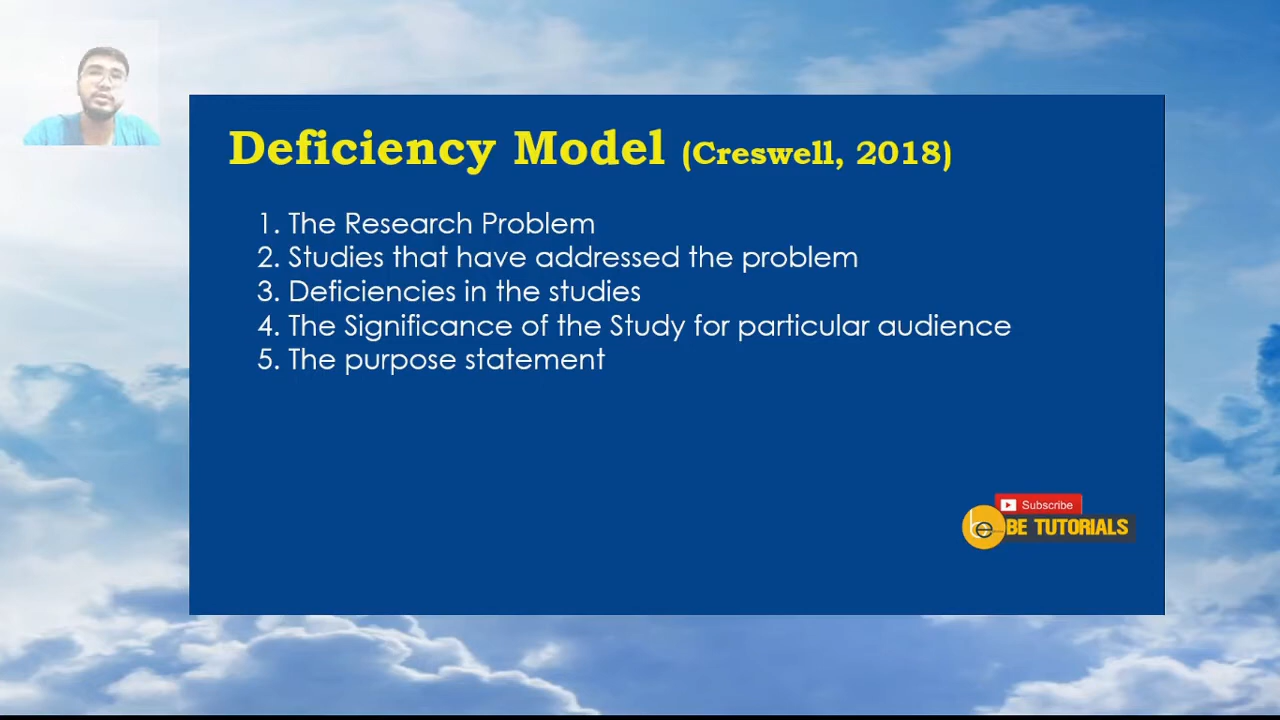 Deficiency Model (Creswell, 2018)
1. The Research Problem
2. Studies that have addressed the problem
3. Deficiencies in the studies
4. The Significance of the Study for particular audience
5. The purpose statement
Subscribe
be BE TUTORIALS